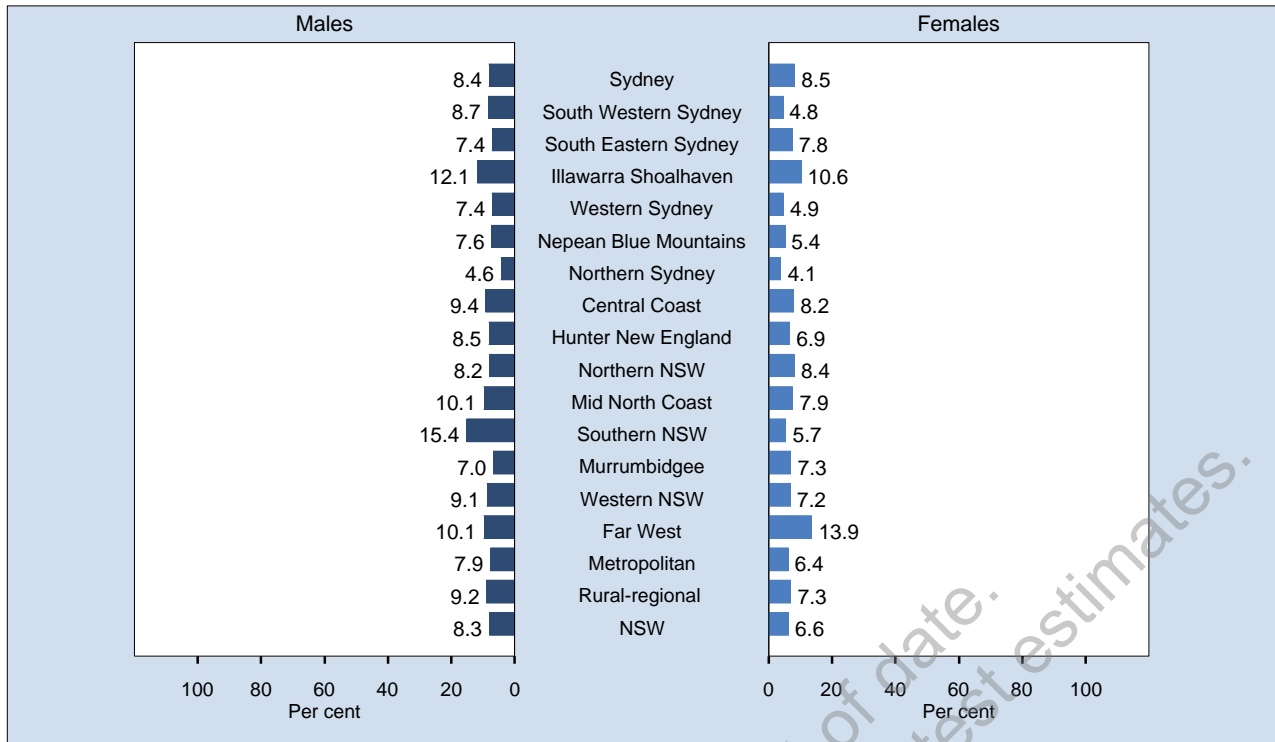 Males Females
8.4 Sydney 8.5
8.7 South Western Sydney 4.8
7.4 South Eastern Sydney 7.8
12.1 Illawarra Shoalhaven 10.6
7.4 Western Sydney 4.9
7.6 Nepean Blue Mountains 5.4
4.6 Northern Sydney 4.1
9.4 Central Coast 8.2
8.5 Hunter New England 6.9
8.2 Northern NSW 8.4
10.1 Mid North Coast 7.9
15.4 Southern NSW 5.7
7.0 Murrumbidgee 7.3
9.1 Western NSW 7.2
10.1 Far West 13.9
7.9 Metropolitan 6.4
9.2 Rural-regional 7.3
8.3 NSW 6.6
100 80 60 40 20 0 0 20 40 60 80 100
Per cent Per cent
of date.
estimates.